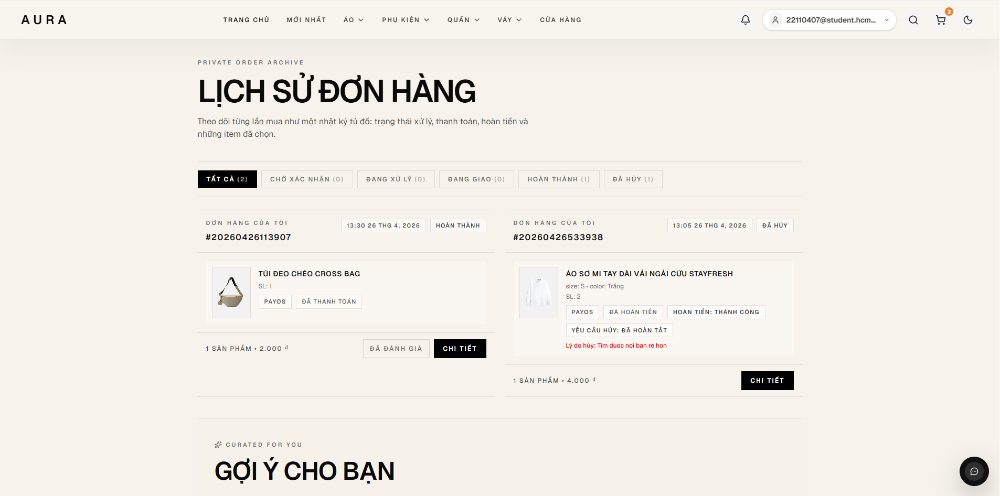 AURA
TRANG CHỦ
MỚI NHẤT
ÁO
PHỤ KIỆN
QUẦN
VÁY
CỬA HÀNG
22110407@student.hcm...
3
PRIVATE ORDER ARCHIVE
LỊCH SỬ ĐƠN HÀNG
Theo dõi từng lần mua như một nhật ký tủ đồ: trạng thái xử lý, thanh toán, hoàn tiền và
những item đã chọn.
TẤT CẢ (2)
CHỜ XÁC NHẬN (0)
ĐANG XỬ LÝ (0)
ĐANG GIAO (0)
HOÀN THÀNH (1)
ĐÃ HỦY (1)
ĐƠN HÀNG CỦA TÔI
#20260426113907
13:30 26 THG 4, 2026
HOÀN THÀNH
TÚI ĐEO CHÉO CROSS BAG
SL: 1
PAYOS
ĐÃ THANH TOÁN
1 SẢN PHẨM • 2.000 ₫
ĐÃ ĐÁNH GIÁ
CHI TIẾT
ĐƠN HÀNG CỦA TÔI
#20260426533938
13:05 26 THG 4, 2026
ĐÃ HỦY
ÁO SƠ MI TAY DÀI VẢI NGẢI CỨU STAYFRESH
size: S • color: Trắng
SL: 2
PAYOS
ĐÃ HOÀN TIỀN
HOÀN TIỀN: THÀNH CÔNG
YÊU CẦU HỦY: ĐÃ HOÀN TẤT
Lý do hủy: Tim duoc noi ban re hon
1 SẢN PHẨM • 4.000 ₫
CHI TIẾT
CURATED FOR YOU
GỢI Ý CHO BẠN